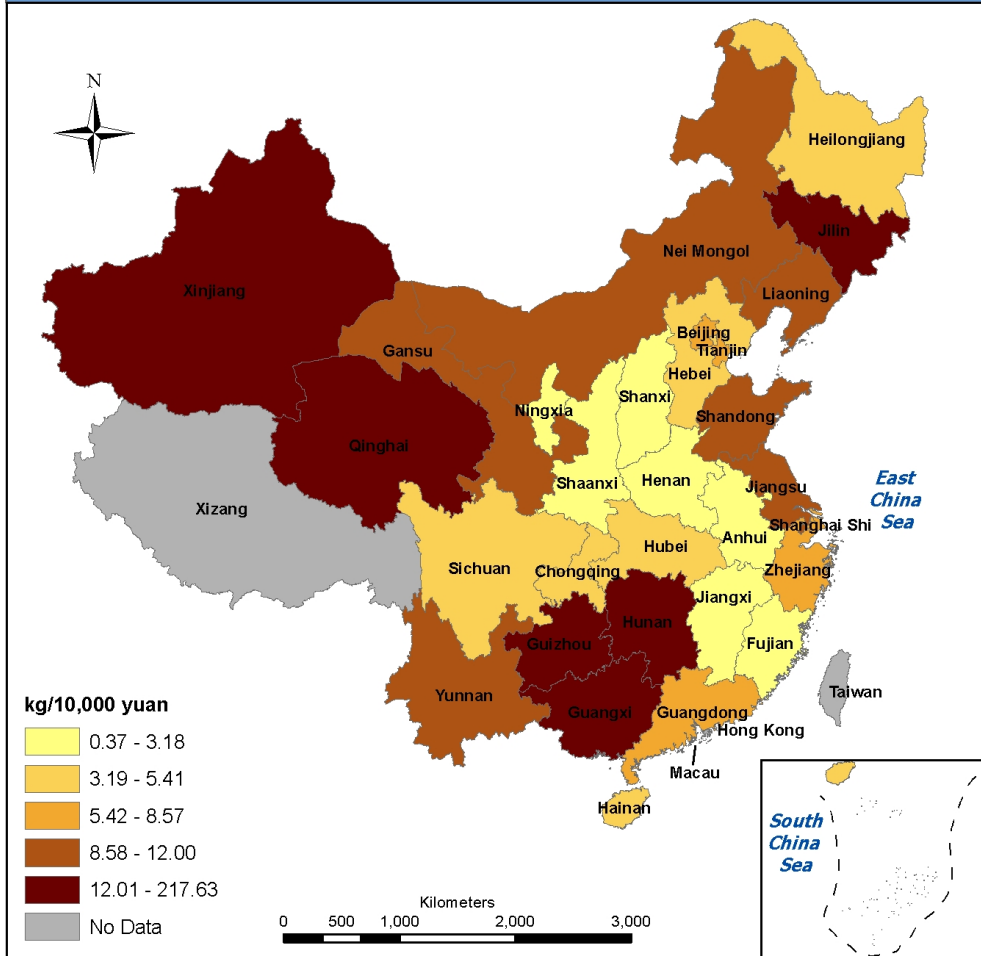 N
Heilongjiang
Jilin
Nei Mongol
Liaoning
Xinjiang
Gansu
Beijing
Tianjin
Hebei
Shanxi
Ningxia
Shandong
Qinghai
Shaanxi
Henan
Jiangsu
East
China
Sea
Xizang
Shanghai Shi
Anhui
Hubei
Sichuan
Chongqing
Zhejiang
Jiangxi
Hunan
Guizhou
Fujian
Yunnan
Guangxi
Guangdong
Taiwan
Hong Kong
Macau
Hainan
kg/10,000 yuan
0.37 - 3.18
3.19 - 5.41
5.42 - 8.57
8.58 - 12.00
12.01 - 217.63
No Data
Kilometers
0 500 1,000 2,000 3,000
South
China
Sea